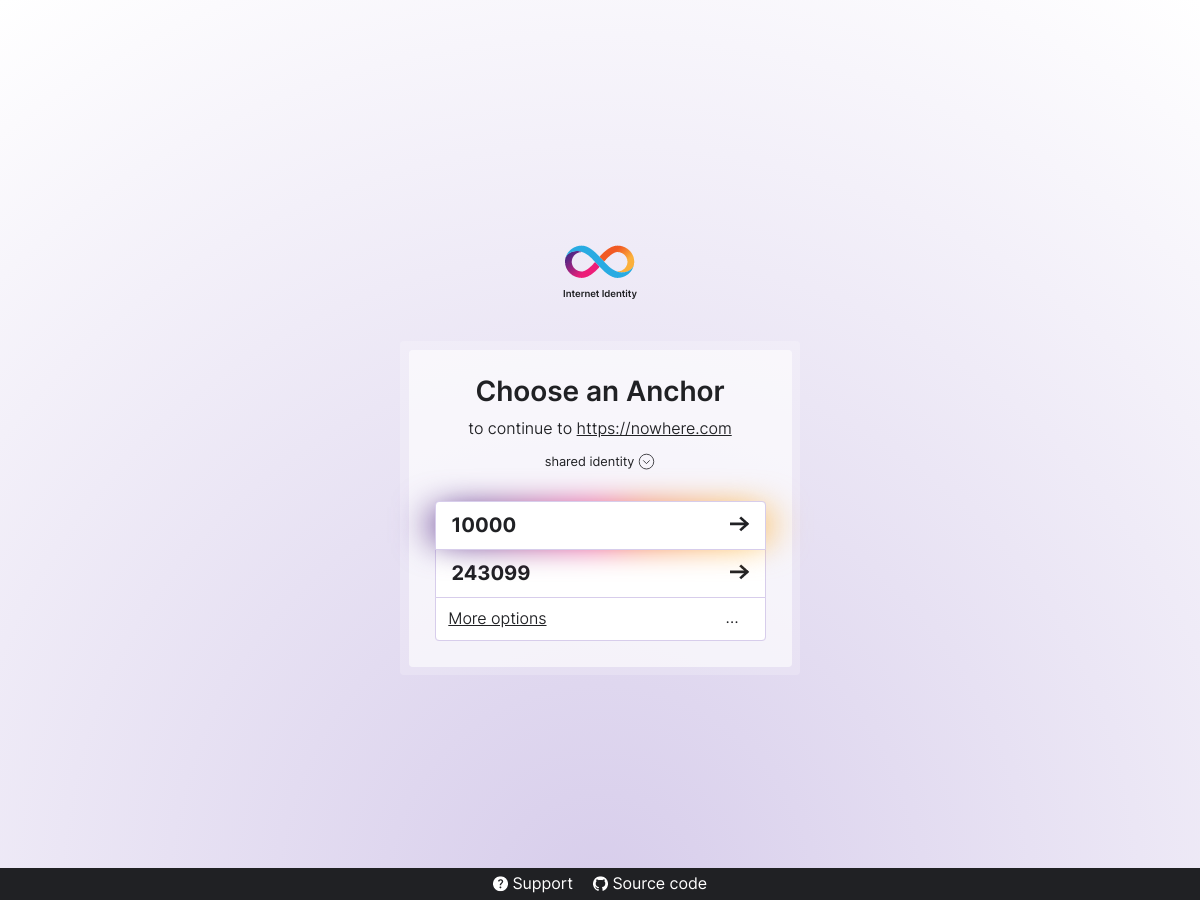 Internet Identity
Choose an Anchor
to continue to https://nowhere.com
shared identity
10000
243099
More options ...
Support Source code